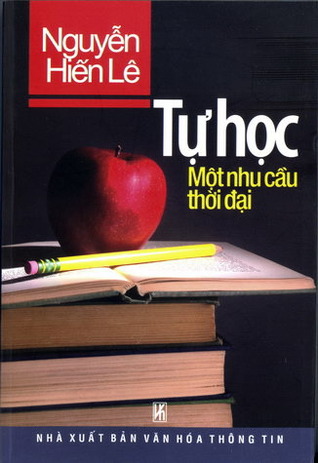 Nguyễn
Hiến Lê
Tự học
Một nhu cầu
thời đại
NHÀ XUẤT BẢN VĂN HÓA THÔNG TIN